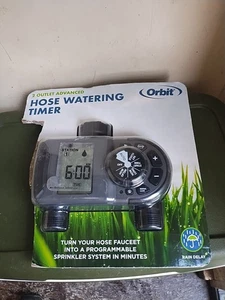 2 OUTLET ADVANCED
HOSE WATERING
TIMER
Orbit
STATION
6:00
TURN YOUR HOSE FAUCET
INTO A PROGRAMMABLE
SPRINKLER SYSTEM IN MINUTES
RAIN DELAY